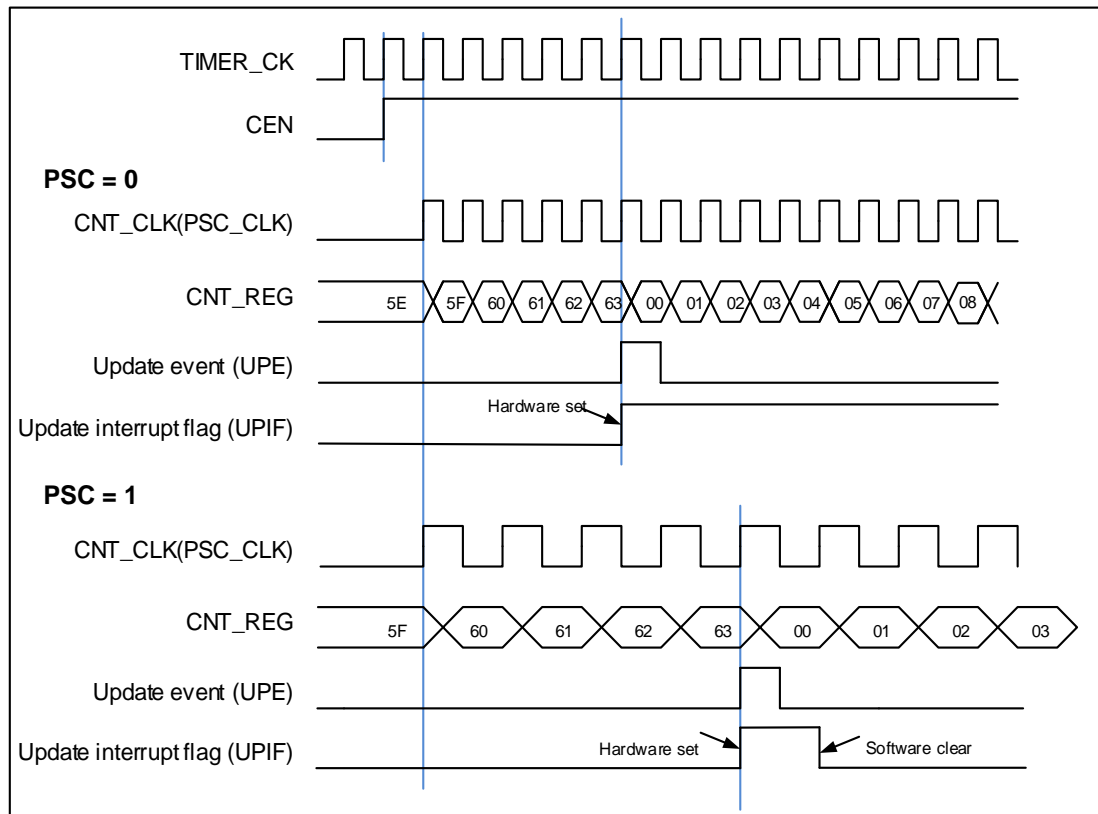 TIMER_CK
CEN
PSC = 0
CNT_CLK(PSC_CLK)
CNT_REG 5E 5F 60 61 62 63 00 01 02 03 04 05 06 07 08
Update event (UPE)
Hardware set
Update interrupt flag (UPIF)
PSC = 1
CNT_CLK(PSC_CLK)
CNT_REG 5F 60 61 62 63 00 01 02 03
Update event (UPE)
Update interrupt flag (UPIF) Hardware set Software clear